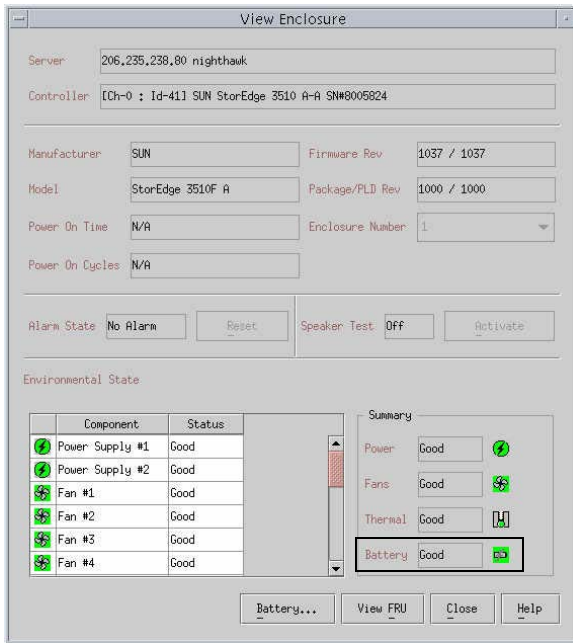 View Enclosure
Server 206.235.238.80 nighthawk
Controller [Ch-0 : Id-41] SUN StorEdge 3510 A-A SN#8005824
Manufacturer SUN Firmware Rev 1037 / 1037
Model StorEdge 3510F A Package/PLD Rev 1000 / 1000
Power On Time N/A Enclosure Number 1
Power On Cycles N/A
Alarm State No Alarm Reset Speaker Test Off Activate
Environmental State
Component Status
Power Supply #1 Good
Power Supply #2 Good
Fan #1 Good
Fan #2 Good
Fan #3 Good
Fan #4 Good
Summary
Power Good
Fans Good
Thermal Good
Battery Good
Battery... View FRU Close Help